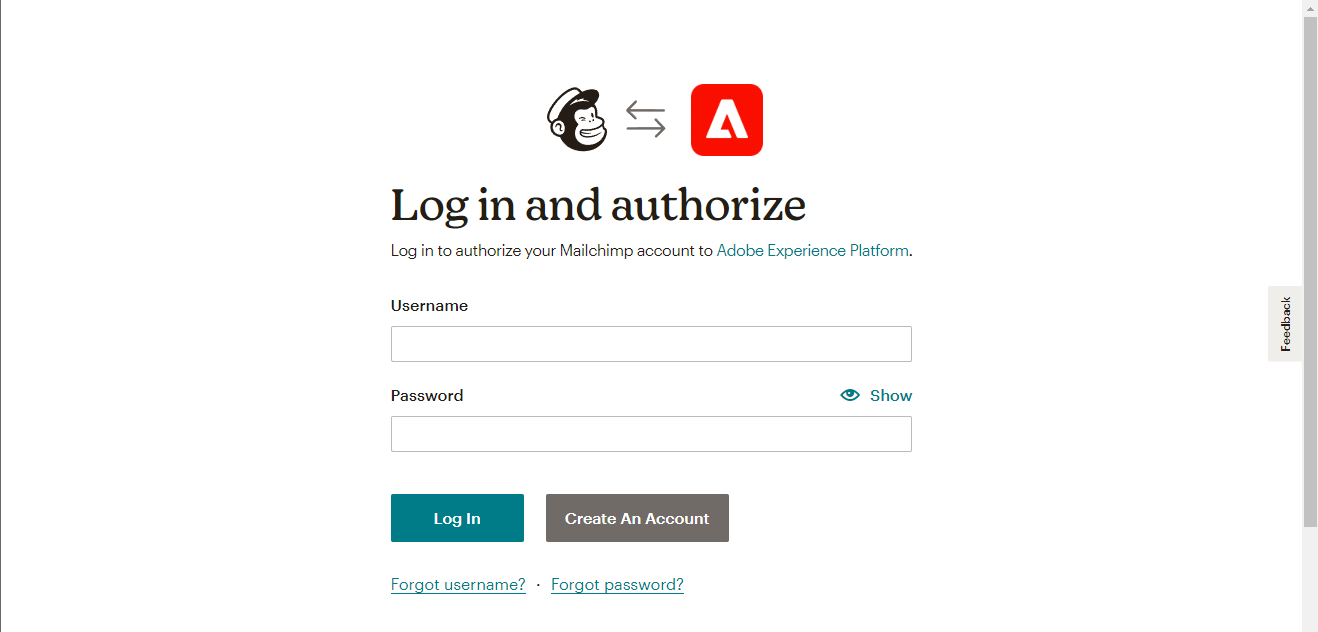 Log in and authorize
Log in to authorize your Mailchimp account to Adobe Experience Platform.
Username
Password Show
Log In Create An Account
Forgot username? · Forgot password?
Feedback